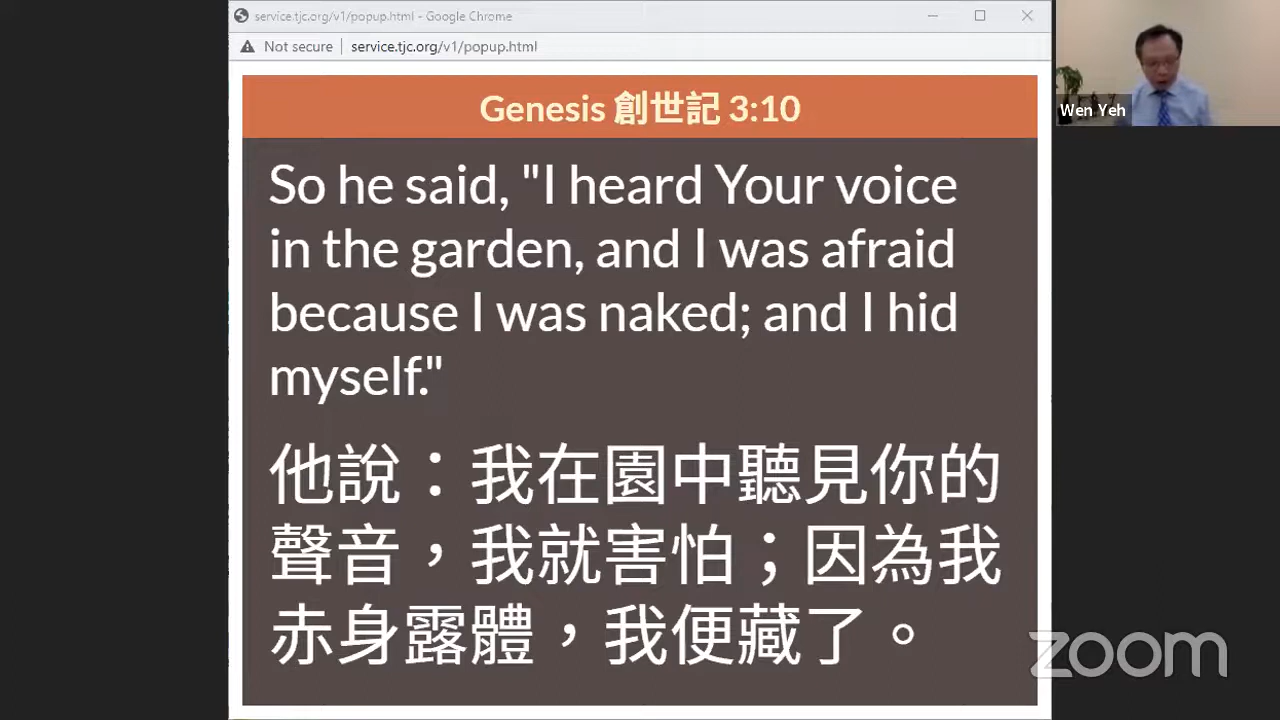 service.tjc.org/v1/popup.html - Google Chrome
Not secure | service.tjc.org/v1/popup.html
Genesis 創世記 3:10
So he said, "I heard Your voice
in the garden, and I was afraid
because I was naked; and I hid
myself."
他說：我在園中聽見你的
聲音，我就害怕；因為我
赤身露體，我便藏了。
Wen Yeh
zoom